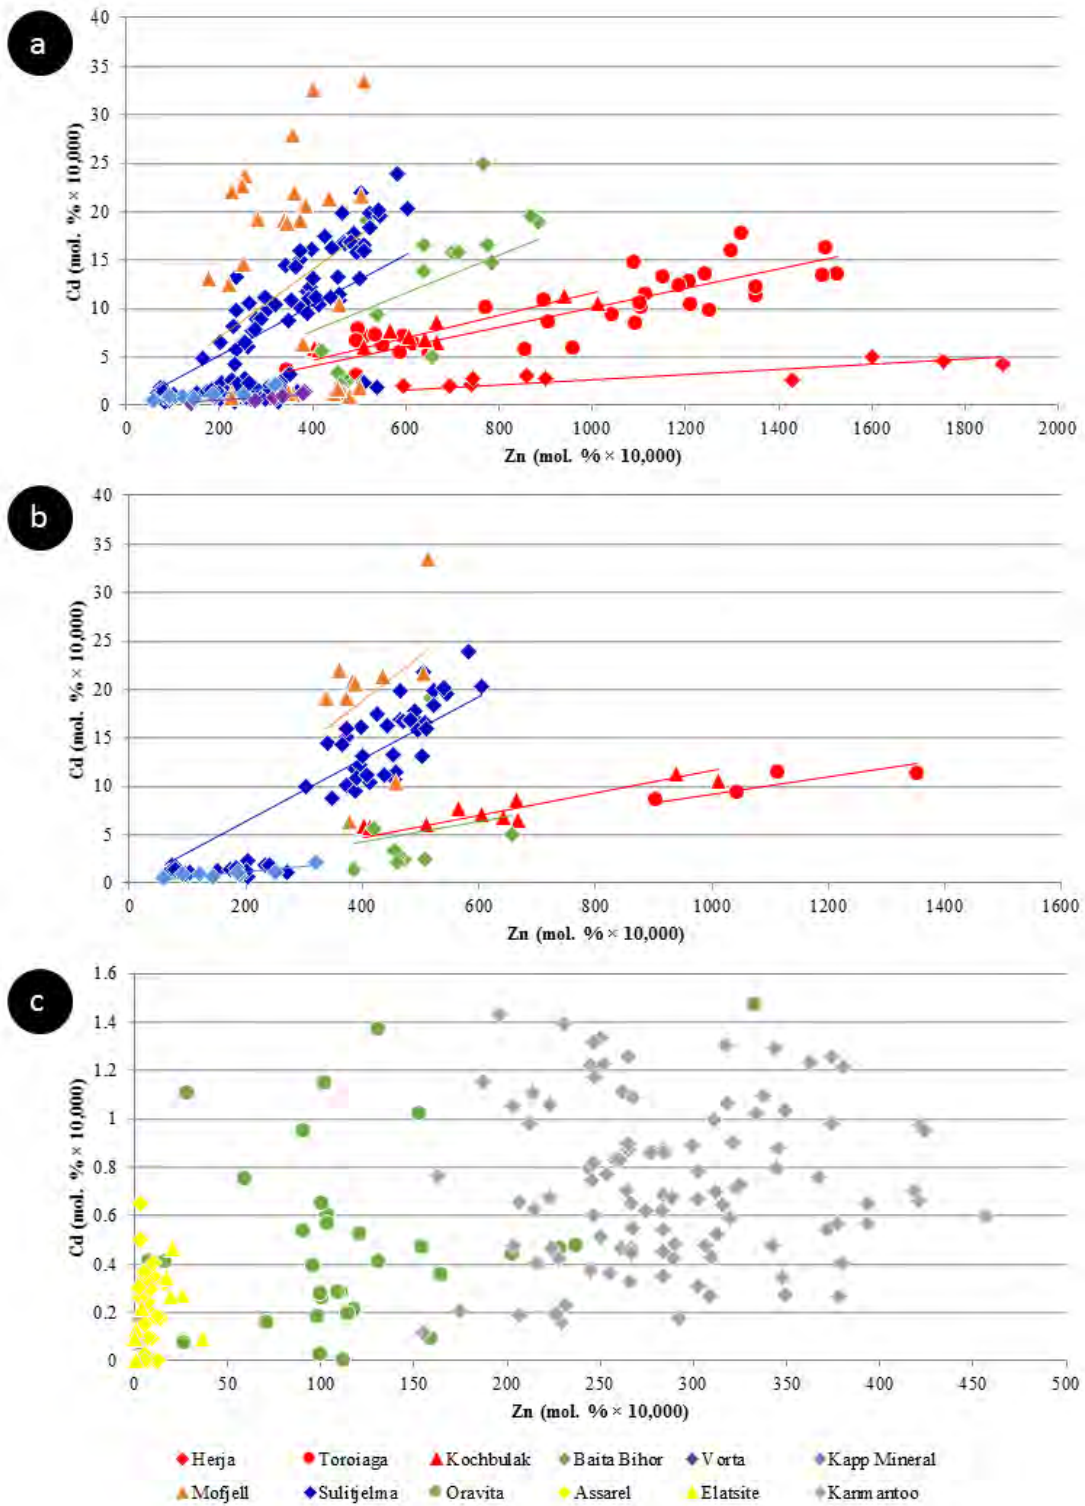 a
40
35
30
25
20
15
10
5
0
Cd (mol. % × 10,000)
0 200 400 600 800 1000 1200 1400 1600 1800 2000
Zn (mol. % × 10,000)
b
40
35
30
25
20
15
10
5
0
Cd (mol. % × 10,000)
0 200 400 600 800 1000 1200 1400 1600
Zn (mol. % × 10,000)
c
1.6
1.4
1.2
1
0.8
0.6
0.4
0.2
0
Cd (mol. % × 10,000)
0 50 100 150 200 250 300 350 400 450 500
Zn (mol. % × 10,000)
Herja Toroiaga Kochbulak Baita Bihor Vorta Kapp Mineral
Mofjell Sulitjelma Oravita Assarel Elatsite Kanmantoo